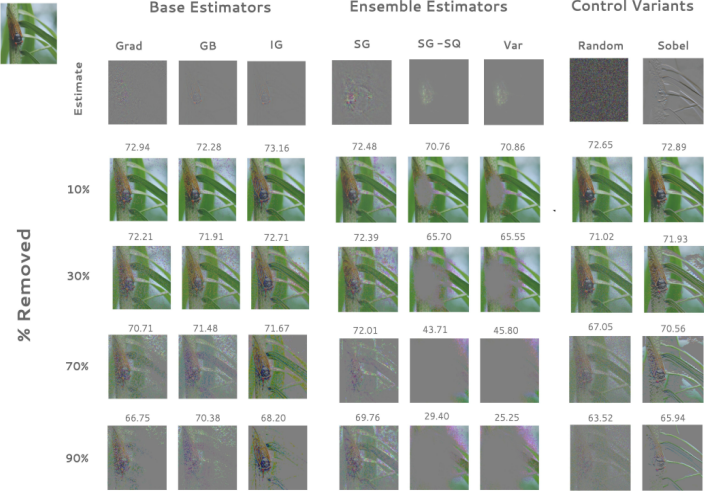 Base Estimators Ensemble Estimators Control Variants
Grad GB IG SG SG-SQ Var Random Sobel
Estimate
72.94 72.28 73.16 72.48 70.76 70.86 72.65 72.89
10%
72.21 71.91 72.71 72.39 65.70 65.55 71.02 71.93
30%
% Removed
70.71 71.48 71.67 72.01 43.71 45.80 67.05 70.56
70%
66.75 70.38 68.20 69.76 29.40 25.25 63.52 65.94
90%